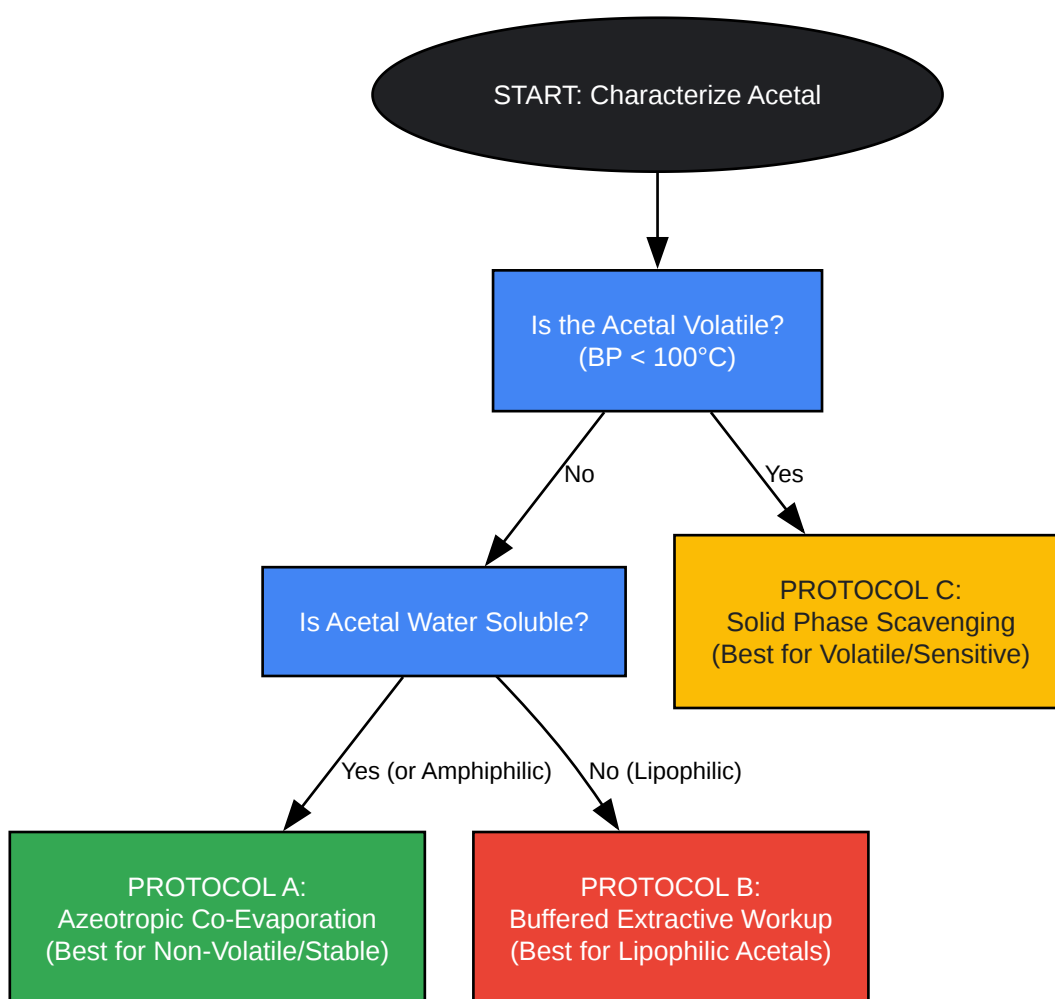 START: Characterize Acetal
Is the Acetal Volatile?
(BP < 100°C)
No
Yes
PROTOCOL C:
Solid Phase Scavenging
(Best for Volatile/Sensitive)
Is Acetal Water Soluble?
Yes (or Amphiphilic)
No (Lipophilic)
PROTOCOL A:
Azeotropic Co-Evaporation
(Best for Non-Volatile/Stable)
PROTOCOL B:
Buffered Extractive Workup
(Best for Lipophilic Acetals)